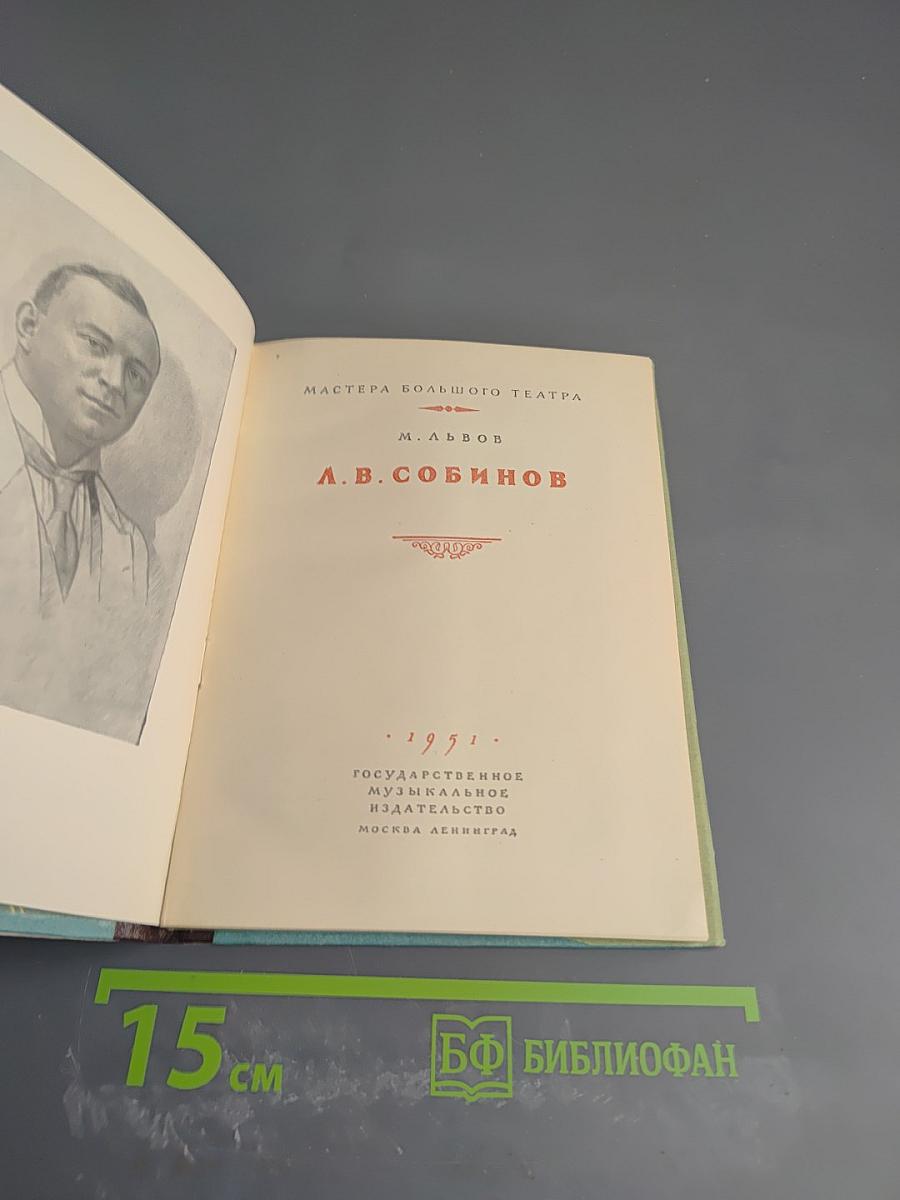 МАСТЕРА БОЛЬШОГО ТЕАТРА
М. ЛЬВОВ
Л. В. СОБИНОВ
· 1951 ·
ГОСУДАРСТВЕННОЕ
МУЗЫКАЛЬНОЕ
ИЗДАТЕЛЬСТВО
МОСКВА ЛЕНИНГРАД
15 см
БФ БИБЛИОФАН